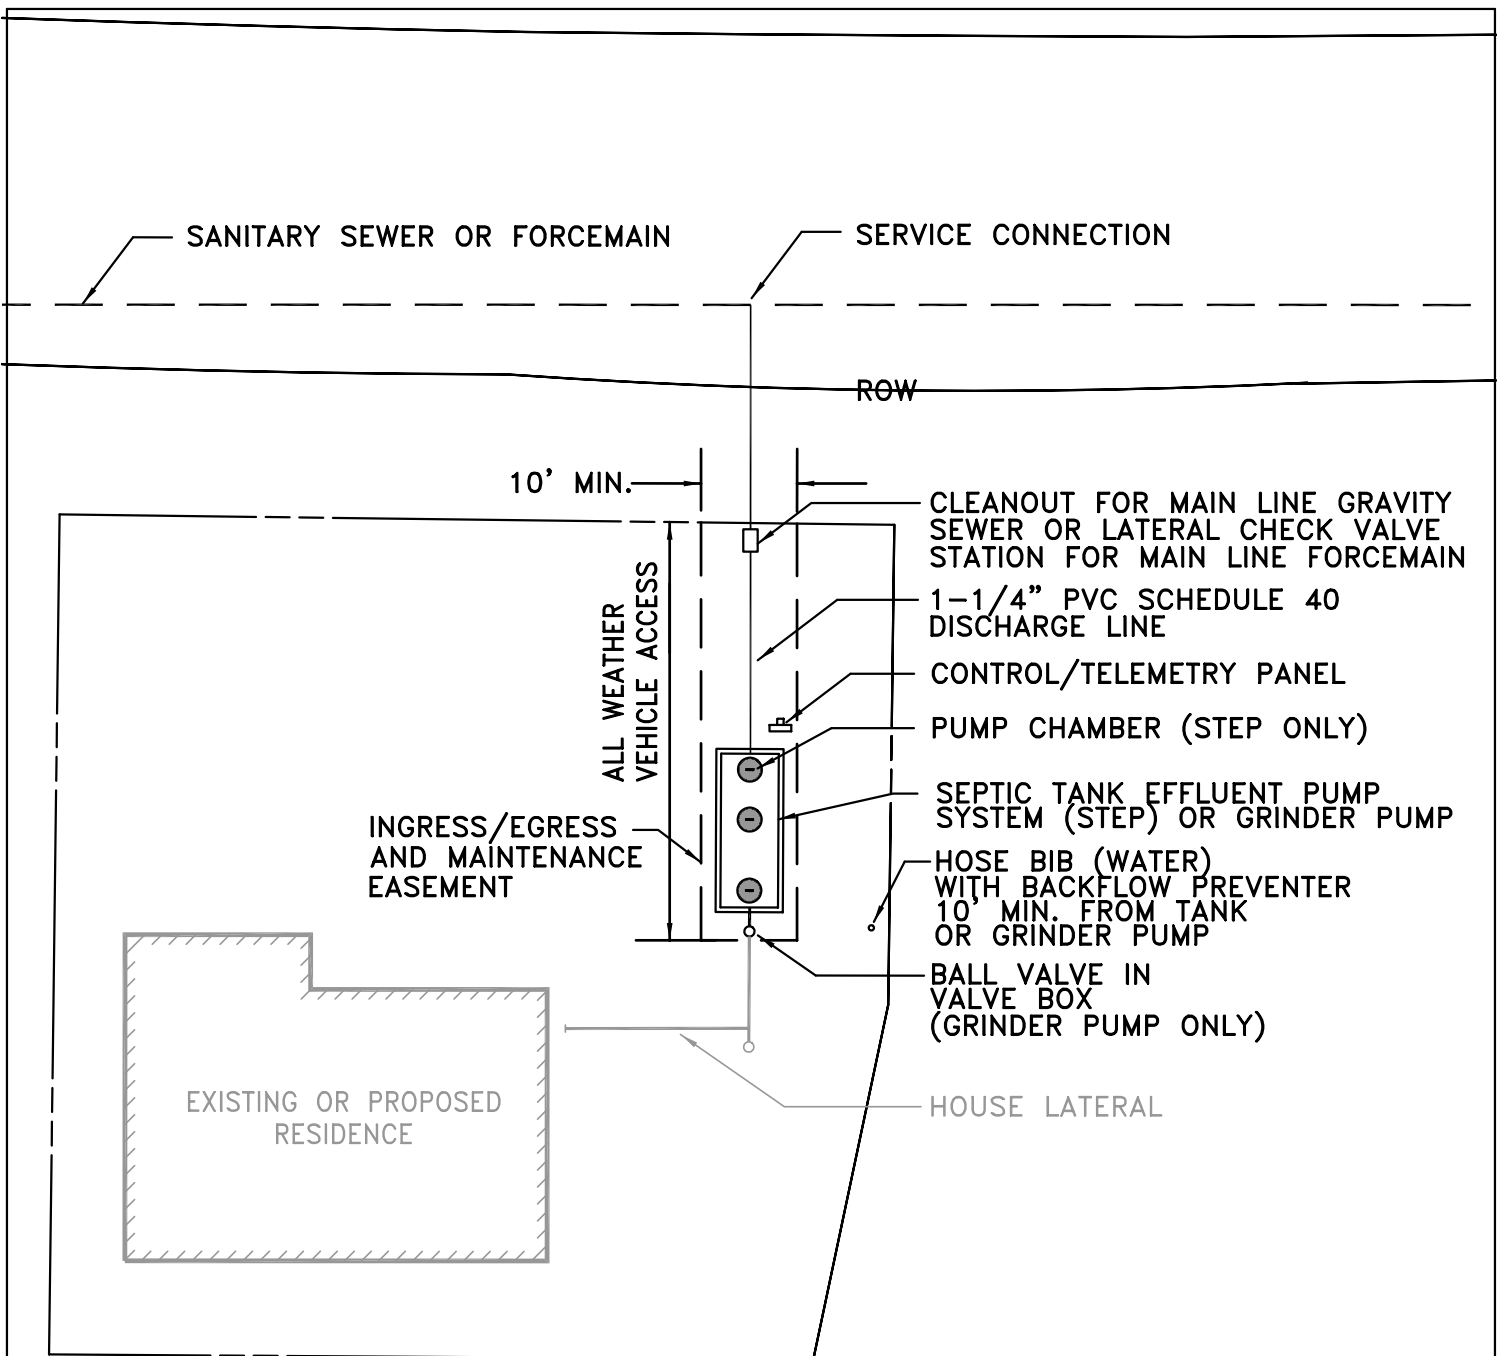 SANITARY SEWER OR FORCEMAIN
SERVICE CONNECTION
ROW
10' MIN.
CLEANOUT FOR MAIN LINE GRAVITY
SEWER OR LATERAL CHECK VALVE
STATION FOR MAIN LINE FORCEMAIN
1-1/4" PVC SCHEDULE 40
DISCHARGE LINE
ALL WEATHER
VEHICLE ACCESS
CONTROL/TELEMETRY PANEL
PUMP CHAMBER (STEP ONLY)
SEPTIC TANK EFFLUENT PUMP
SYSTEM (STEP) OR GRINDER PUMP
INGRESS/EGRESS
AND MAINTENANCE
EASEMENT
HOSE BIB (WATER)
WITH BACKFLOW PREVENTER
10' MIN. FROM TANK
OR GRINDER PUMP
BALL VALVE IN
VALVE BOX
(GRINDER PUMP ONLY)
EXISTING OR PROPOSED
RESIDENCE
HOUSE LATERAL